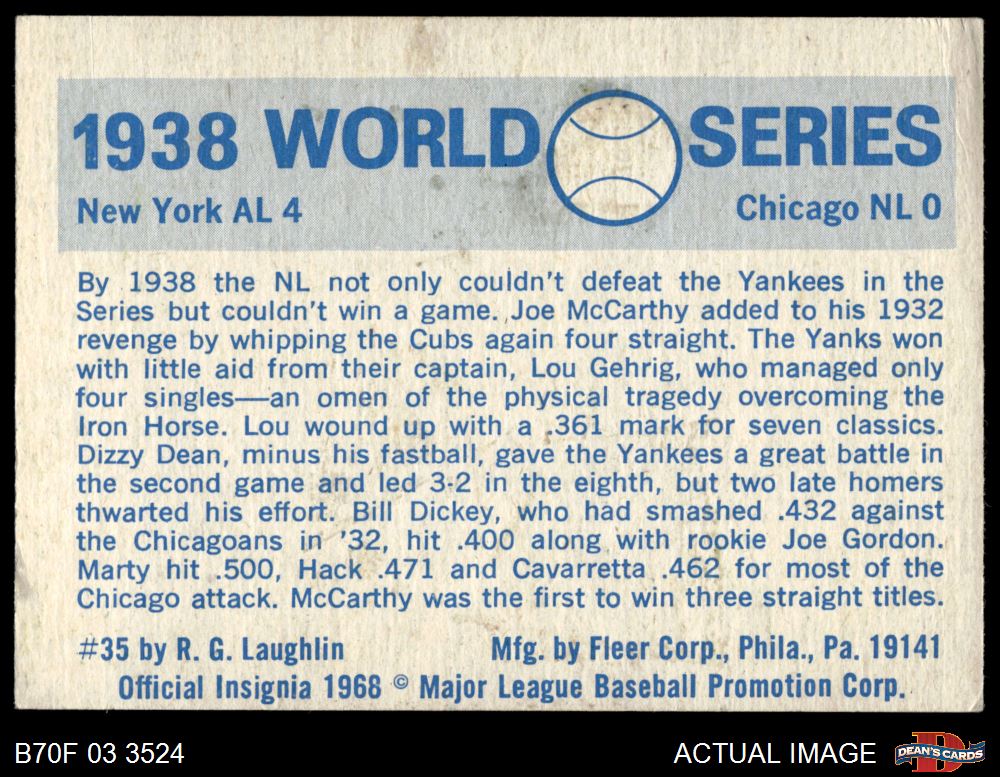 1938 WORLD SERIES
New York AL 4 Chicago NL 0
By 1938 the NL not only couldn't defeat the Yankees in the
Series but couldn't win a game. Joe McCarthy added to his 1932
revenge by whipping the Cubs again four straight. The Yanks won
with little aid from their captain, Lou Gehrig, who managed only
four singles—an omen of the physical tragedy overcoming the
Iron Horse. Lou wound up with a .361 mark for seven classics.
Dizzy Dean, minus his fastball, gave the Yankees a great battle in
the second game and led 3-2 in the eighth, but two late homers
thwarted his effort. Bill Dickey, who had smashed .432 against
the Chicagoans in '32, hit .400 along with rookie Joe Gordon.
Marty hit .500, Hack .471 and Cavarretta .462 for most of the
Chicago attack. McCarthy was the first to win three straight titles.
#35 by R. G. Laughlin Mfg. by Fleer Corp., Phila., Pa. 19141
Official Insignia 1968 © Major League Baseball Promotion Corp.
B70F 03 3524 ACTUAL IMAGE D DEAN'S CARDS